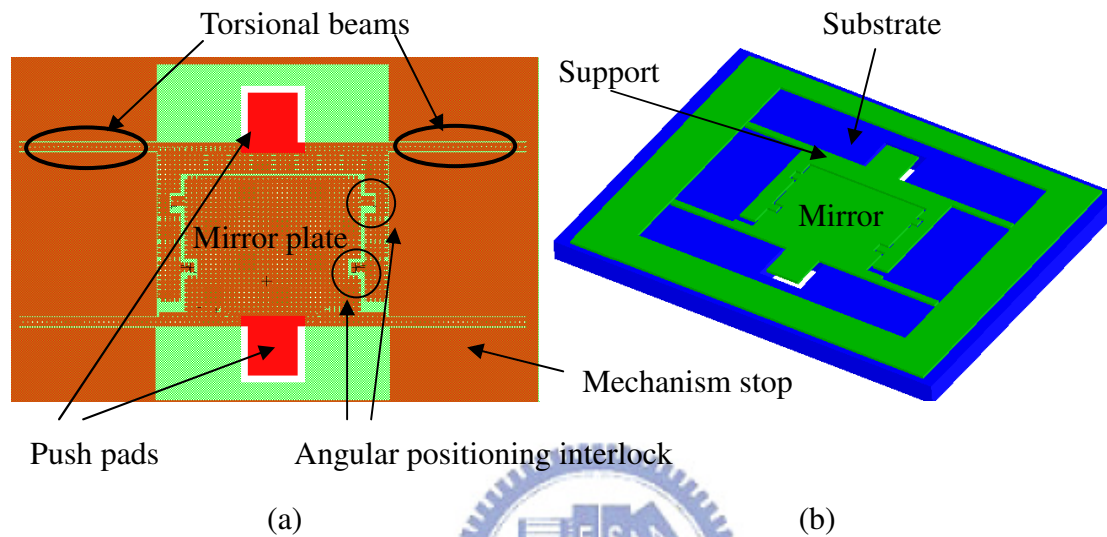 Torsional beams
Substrate
Support
Mirror plate
Mirror
Mechanism stop
Push pads
Angular positioning interlock
(a)
(b)